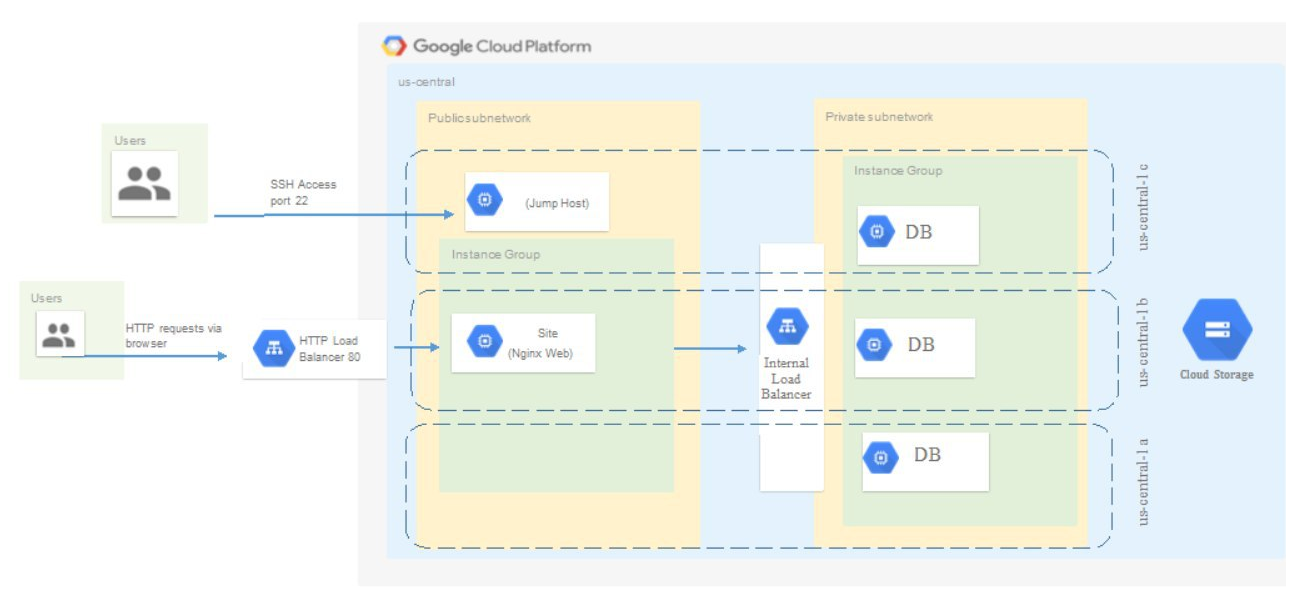 Google Cloud Platform
us-central
Public subnetwork
Private subnetwork
Users
SSH Access
port 22
(Jump Host)
Instance Group
DB
us-central-1 c
Instance Group
Users
HTTP requests via
browser
HTTP Load
Balancer 80
Site
(Nginx Web)
Internal
Load
Balancer
DB
us-central-1 b
Cloud Storage
DB
us-central-1 a